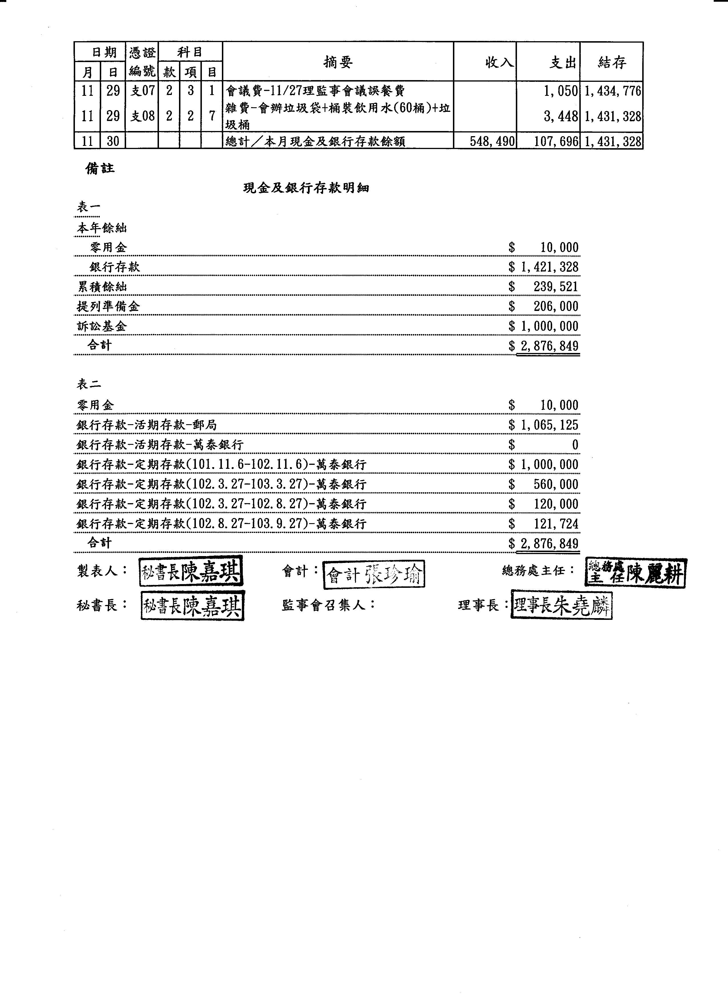 日期 憑證 科目 摘要 收入 支出 結存
月 日 編號 款 項 目
11 29 支07 2 3 1 會議費-11/27理監事會議誤餐費 1,050 1,434,776
11 29 支08 2 2 7 雜費-會辦垃圾袋+桶裝飲用水(60桶)+垃
圾桶 3,448 1,431,328
11 30 總計／本月現金及銀行存款餘額 548,490 107,696 1,431,328
備註
現金及銀行存款明細
表一
本年餘絀
零用金 $ 10,000
銀行存款 $ 1,421,328
累積餘絀 $ 239,521
提列準備金 $ 206,000
訴訟基金 $ 1,000,000
合計 $ 2,876,849
表二
零用金 $ 10,000
銀行存款-活期存款-郵局 $ 1,065,125
銀行存款-活期存款-萬泰銀行 $ 0
銀行存款-定期存款(101.11.6-102.11.6)-萬泰銀行 $ 1,000,000
銀行存款-定期存款(102.3.27-103.3.27)-萬泰銀行 $ 560,000
銀行存款-定期存款(102.3.27-102.8.27)-萬泰銀行 $ 120,000
銀行存款-定期存款(102.8.27-103.9.27)-萬泰銀行 $ 121,724
合計 $ 2,876,849
製表人： 秘書長陳嘉琪 會計： 會計 張珍瑜 總務處主任： 總務處主任 陳麗耕
秘書長： 秘書長陳嘉琪 監事會召集人： 理事長： 理事長朱堯麟